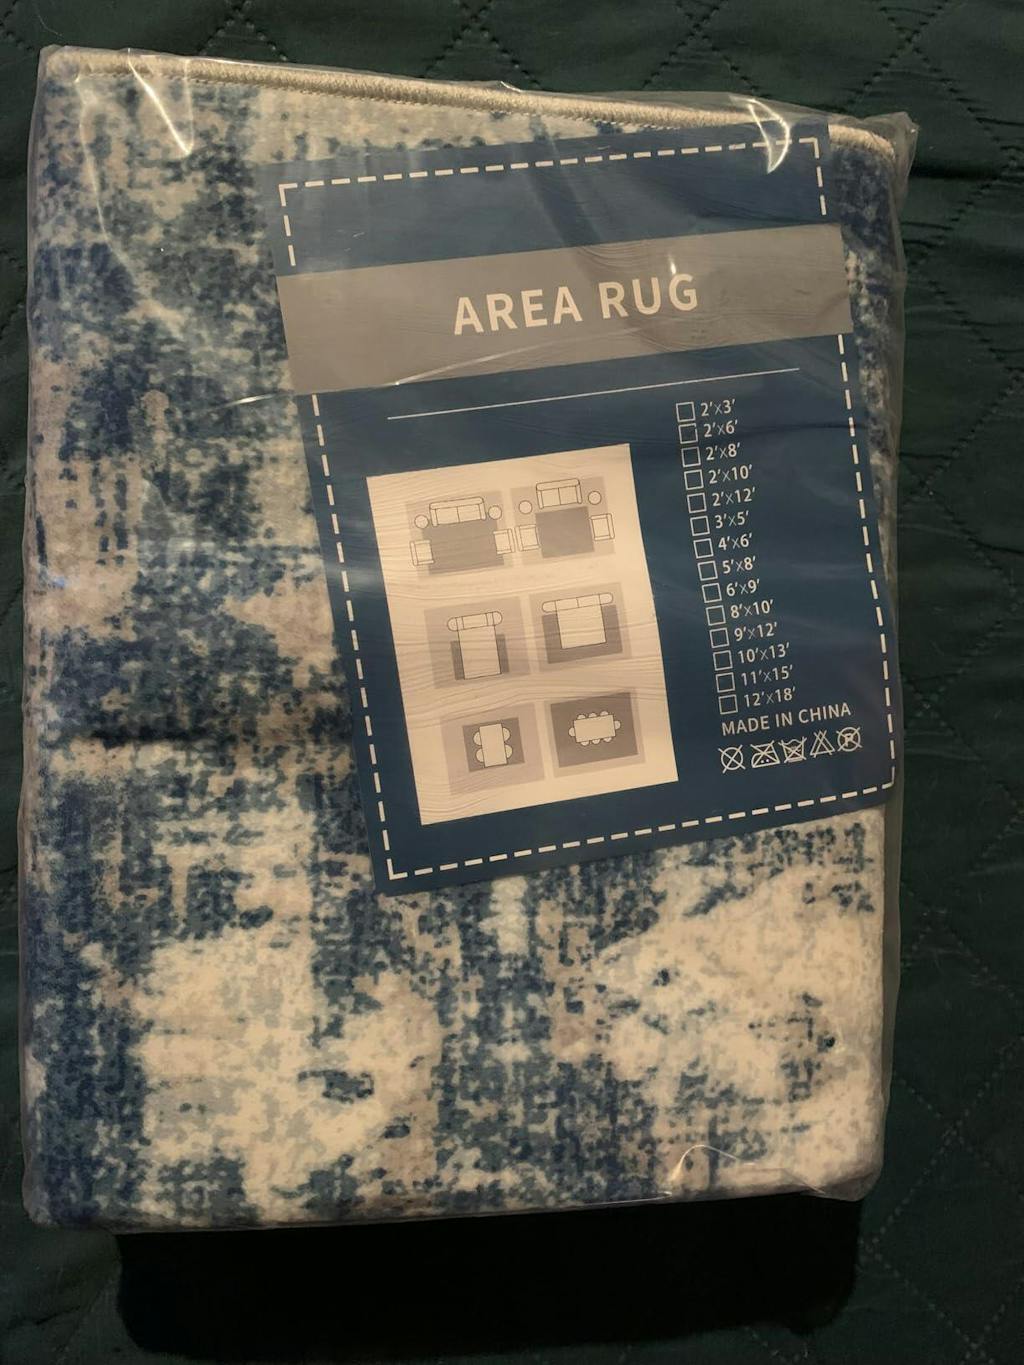 AREA RUG
2'x3'
2'x6'
2'x8'
2'x10'
2'x12'
3'x5'
4'x6'
5'x8'
6'x9'
8'x10'
9'x12'
10'x13'
11'x15'
12'x18'
MADE IN CHINA